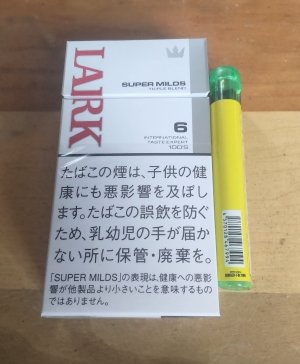 LARK
SUPER MILDS
TRIPLE BLEND
6
INTERNATIONAL
TASTE EXPERT
100S
たばこの煙は、子供の健
康にも悪影響を及ぼし
ます。たばこの誤飲を防ぐ
ため、乳幼児の手が届か
ない所に保管・廃棄を。
「SUPER MILDS」の表現は、健康への悪影
響が他製品より小さいことを意味するもの
ではありません。